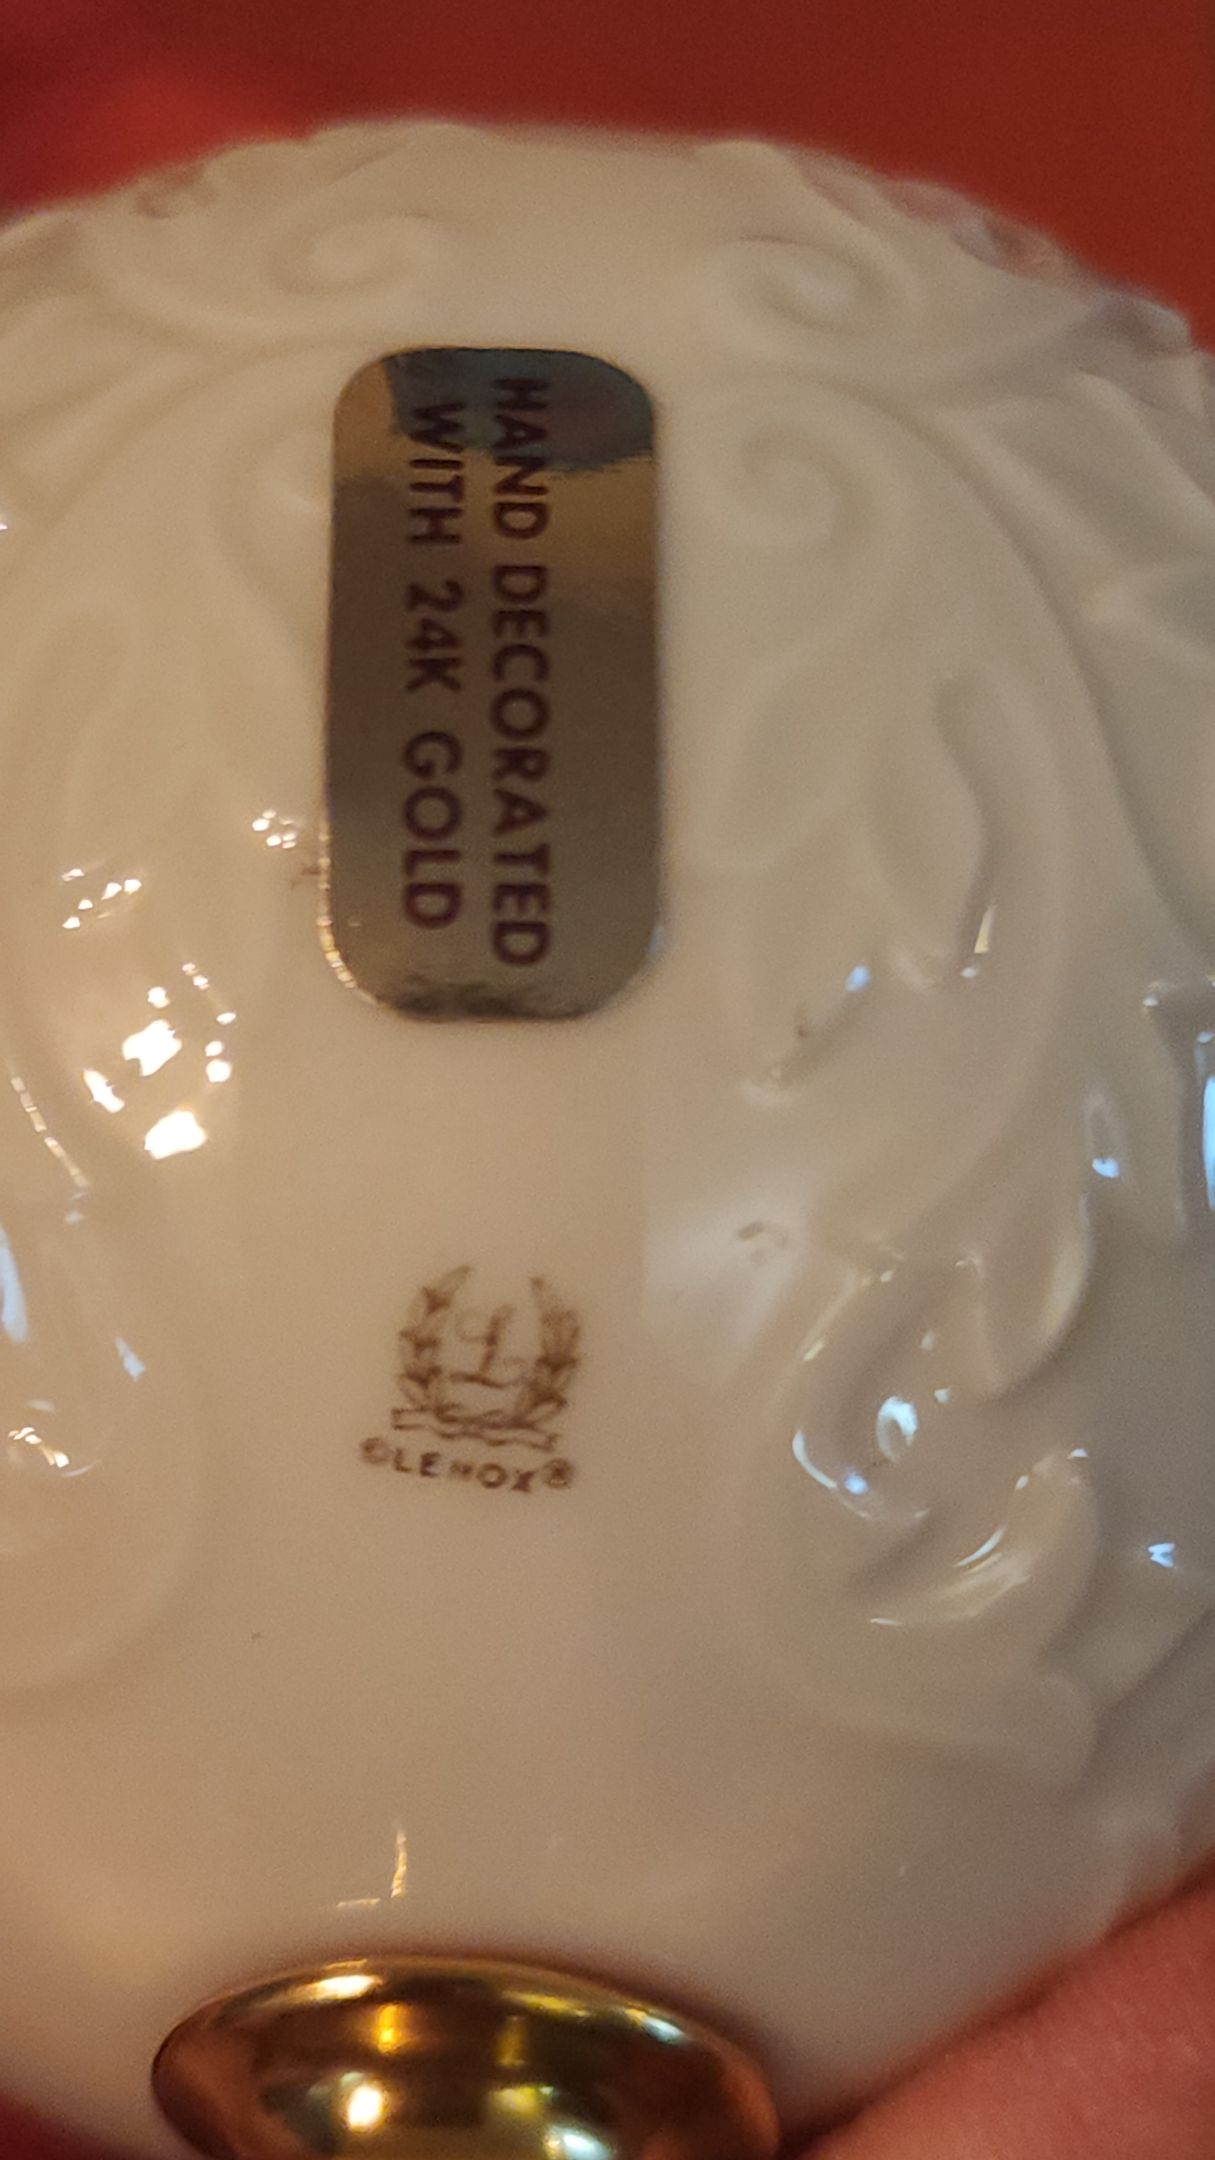 HAND DECORATED
WITH 24K GOLD
L
©LENOX®